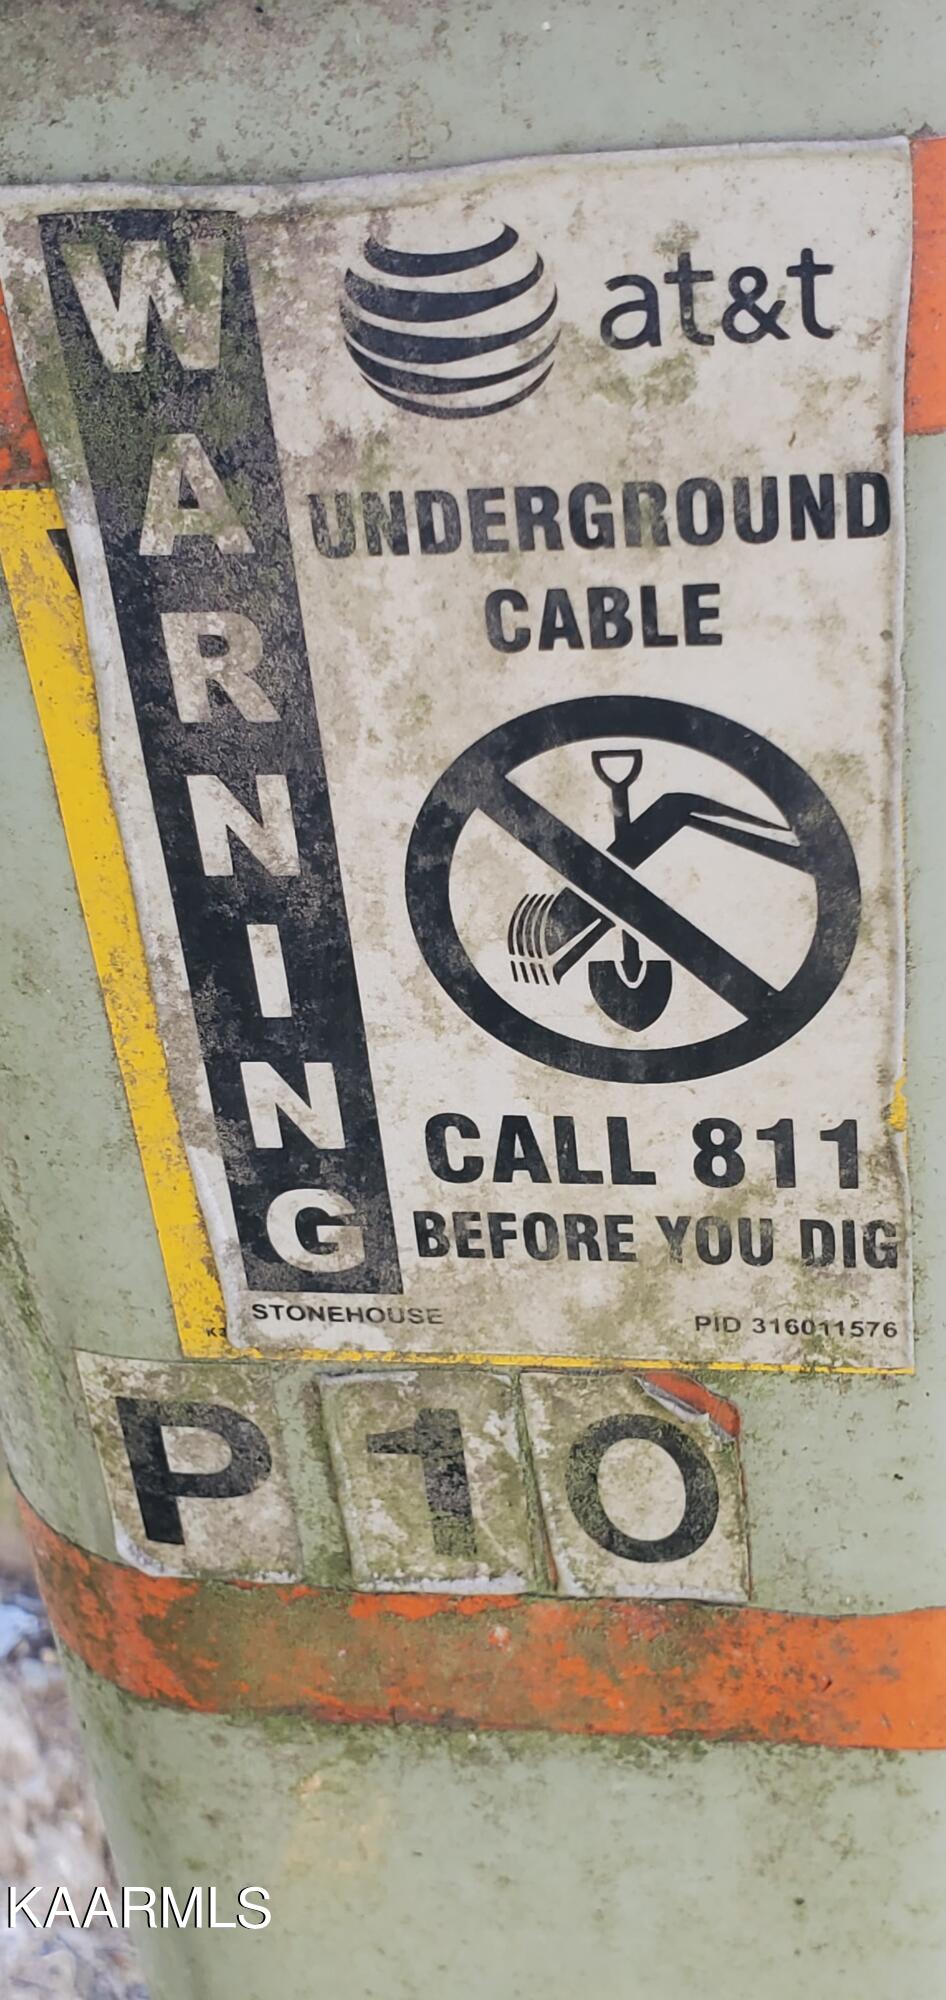 WARNING
at&t
UNDERGROUND
CABLE
CALL 811
BEFORE YOU DIG
STONEHOUSE
PID 316011576
P10
KAARMLS